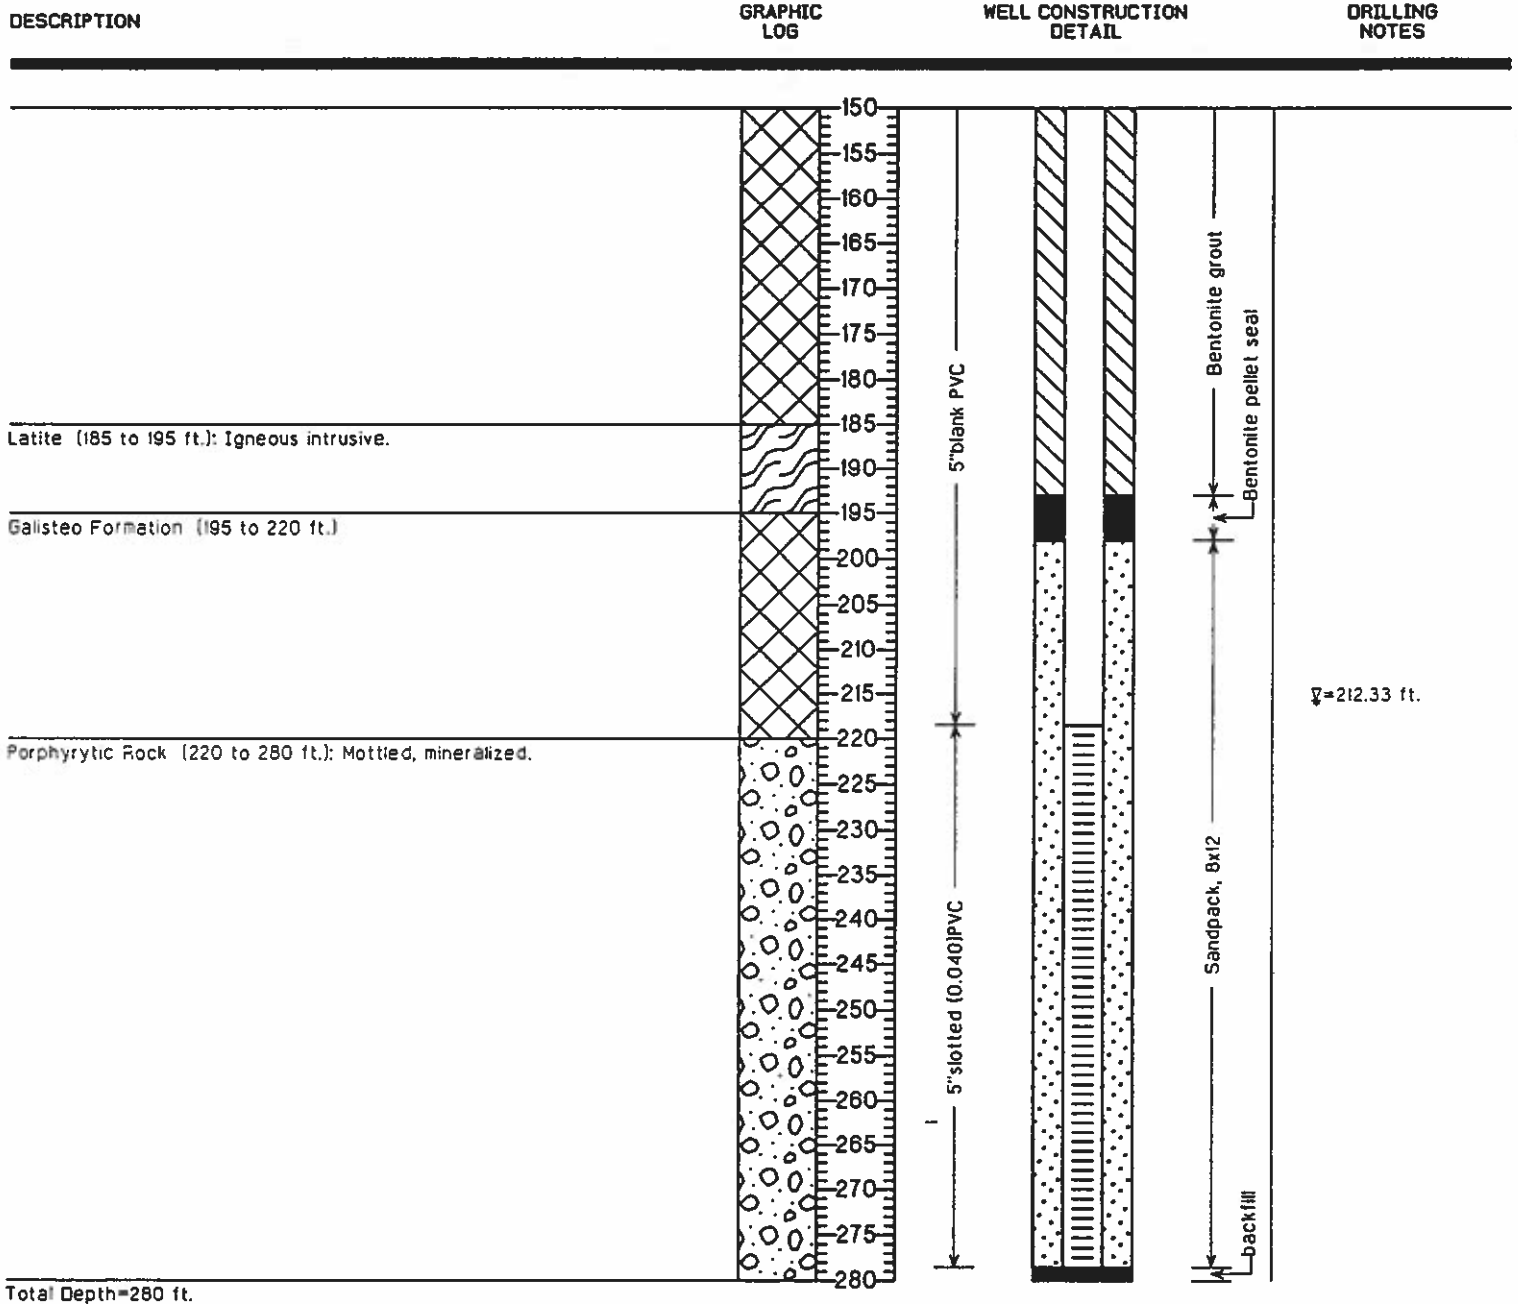 DESCRIPTION
GRAPHIC
LOG
WELL CONSTRUCTION
DETAIL
DRILLING
NOTES
150
155
160
165
170
175
180
185
190
195
200
205
210
215
220
225
230
235
240
245
250
255
260
265
270
275
280
Latite (185 to 195 ft.): Igneous intrusive.
Galisteo Formation (195 to 220 ft.)
Porphyrytic Rock (220 to 280 ft.): Mottled, mineralized.
Total Depth=280 ft.
5"blank PVC
5"slotted (0.040)PVC
Bentonite grout
Bentonite pellet seal
Sandpack, 8x12
backfill
=212.33 ft.